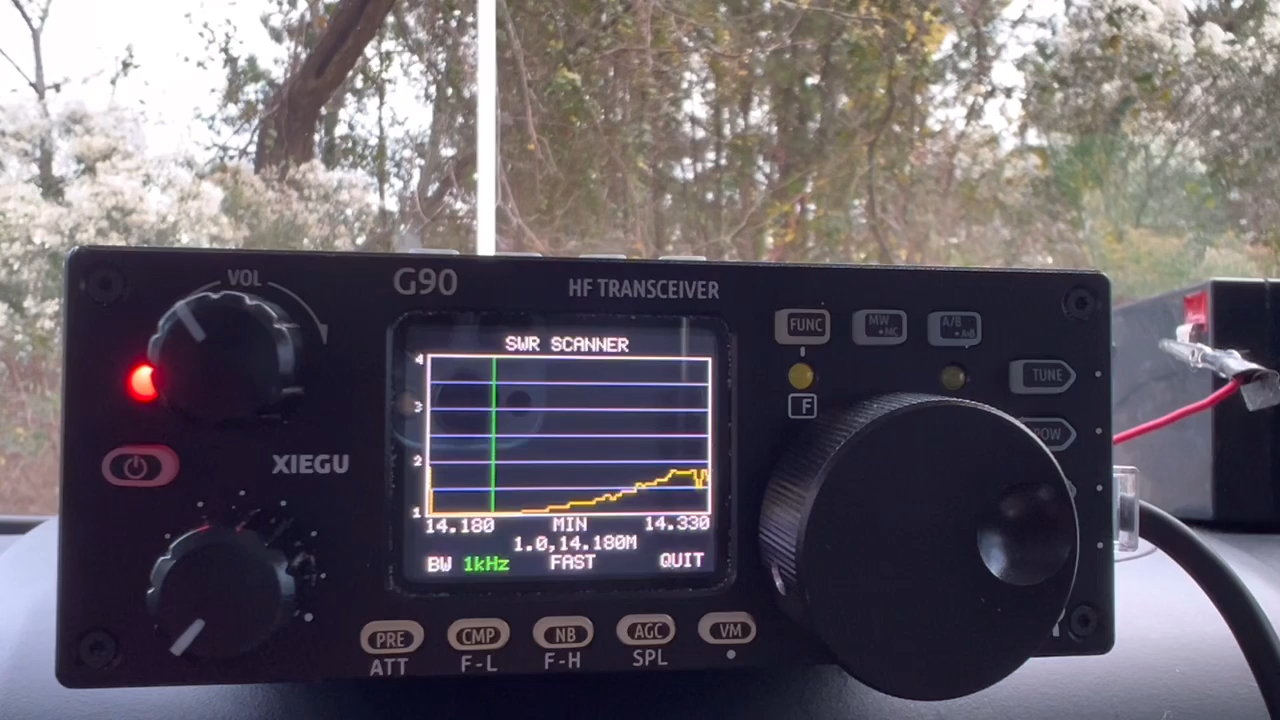 VOL
G90
HF TRANSCEIVER
XIEGU
SWR SCANNER
4
3
2
1
14.180 MIN 14.330
1.0,14.180M
BW 1kHz FAST QUIT
FUNC
MW
A/B
F
TUNE
POW
PRE CMP NB AGC VM
ATT F-L F-H SPL